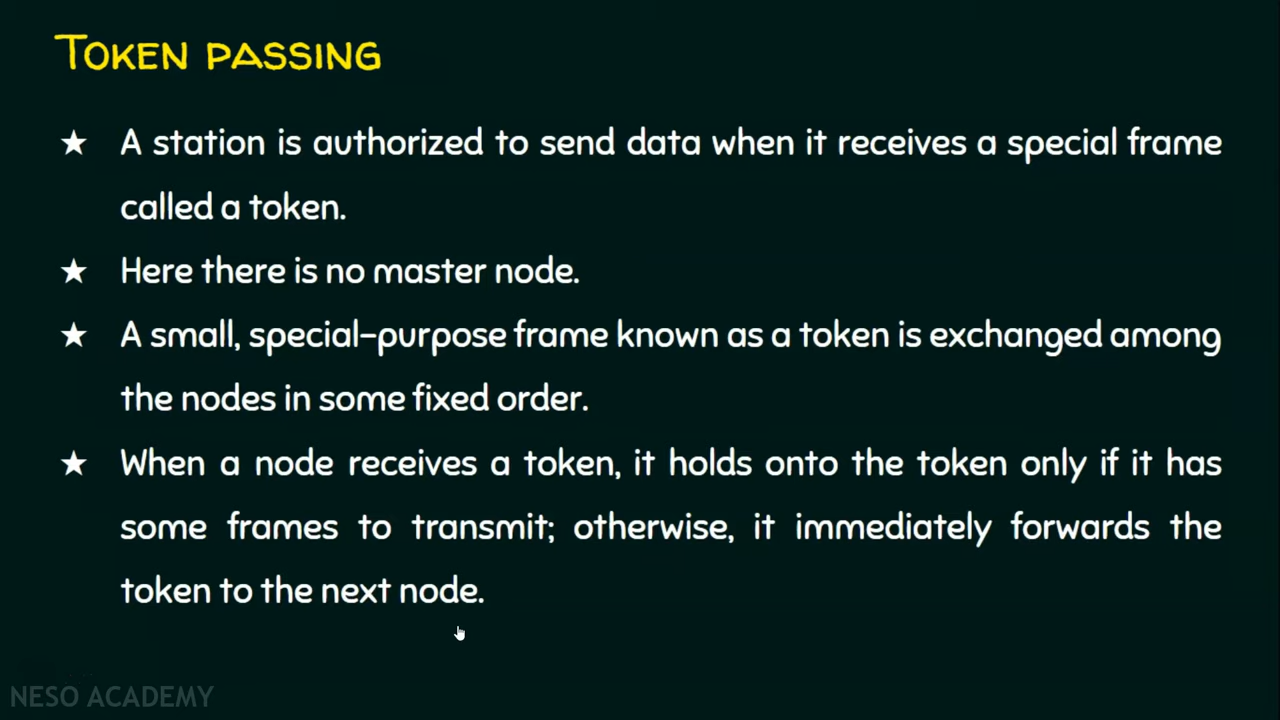 TOKEN PASSING
★ A station is authorized to send data when it receives a special frame
called a token.
★ Here there is no master node.
★ A small, special-purpose frame known as a token is exchanged among
the nodes in some fixed order.
★ When a node receives a token, it holds onto the token only if it has
some frames to transmit; otherwise, it immediately forwards the
token to the next node.
NESO ACADEMY